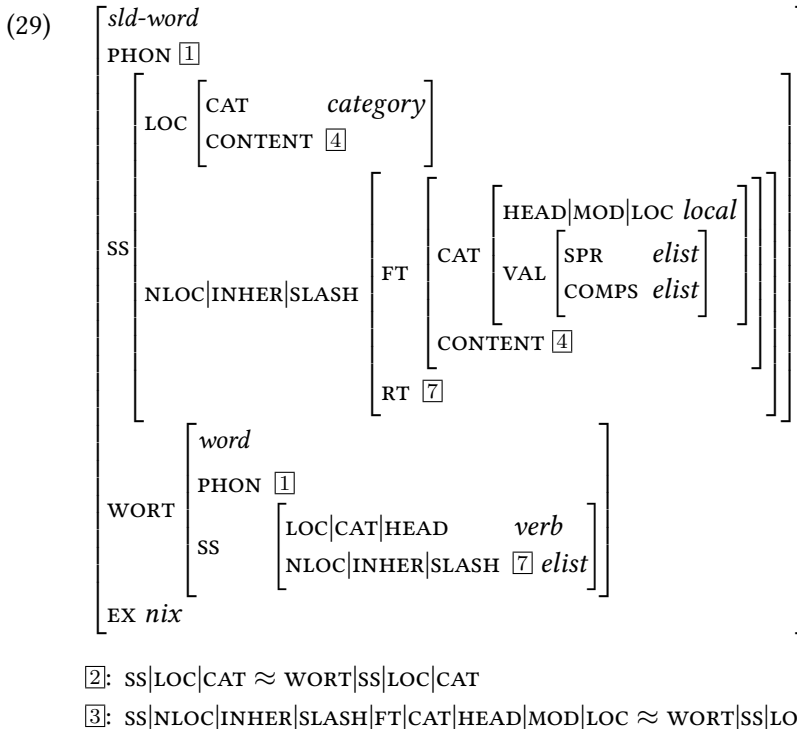 (29)
sld-word
PHON 1
SS
LOC
CAT category
CONTENT 4
NLOC|INHER|SLASH
FT
CAT
HEAD|MOD|LOC local
VAL
SPR elist
COMPS elist
CONTENT 4
RT 7
WORT
word
PHON 1
SS
LOC|CAT|HEAD verb
NLOC|INHER|SLASH 7 elist
EX nix
2: SS|LOC|CAT ≈ WORT|SS|LOC|CAT
3: SS|NLOC|INHER|SLASH|FT|CAT|HEAD|MOD|LOC ≈ WORT|SS|LO